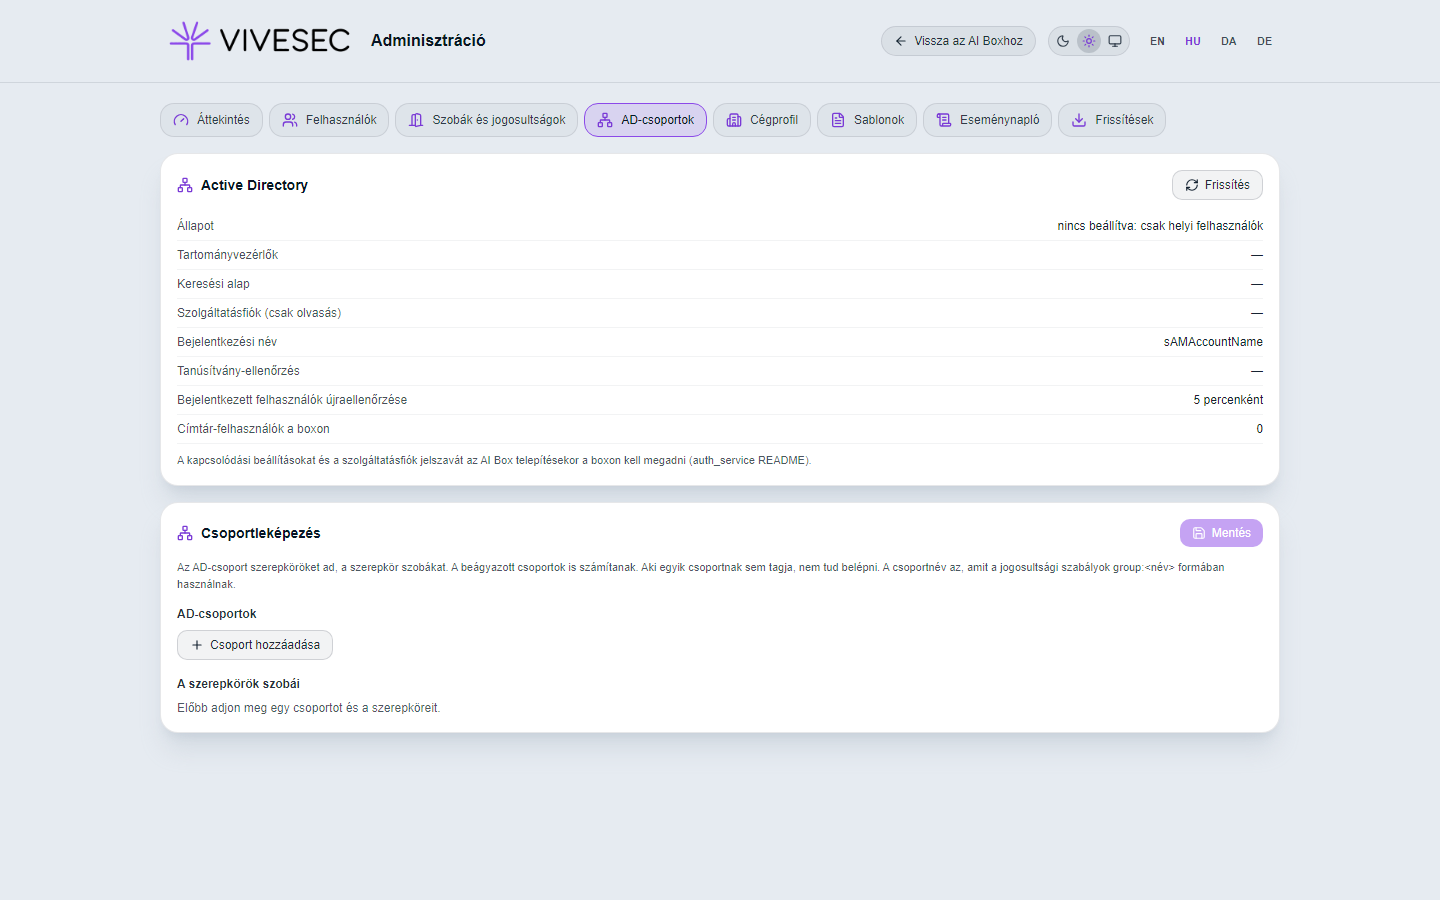 VIVESEC
Adminisztráció
Vissza az AI Boxhoz
EN
HU
DA
DE
Áttekintés
Felhasználók
Szobák és jogosultságok
AD-csoportok
Cégprofil
Sablonok
Eseménynapló
Frissítések
Active Directory
Frissítés
Állapot
nincs beállítva: csak helyi felhasználók
Tartományvezérlők
—
Keresési alap
—
Szolgáltatásfiók (csak olvasás)
—
Bejelentkezési név
sAMAccountName
Tanúsítvány-ellenőrzés
—
Bejelentkezett felhasználók újraellenőrzése
5 percenként
Címtár-felhasználók a boxon
0
A kapcsolódási beállításokat és a szolgáltatásfiók jelszavát az AI Box telepítésekor a boxon kell megadni (auth_service README).
Csoportleképezés
Mentés
Az AD-csoport szerepköröket ad, a szerepkör szobákat. A beágyazott csoportok is számítanak. Aki egyik csoportnak sem tagja, nem tud belépni. A csoportnév az, amit a jogosultsági szabályok group:<név> formában
használnak.
AD-csoportok
Csoport hozzáadása
A szerepkörök szobái
Előbb adjon meg egy csoportot és a szerepköreit.